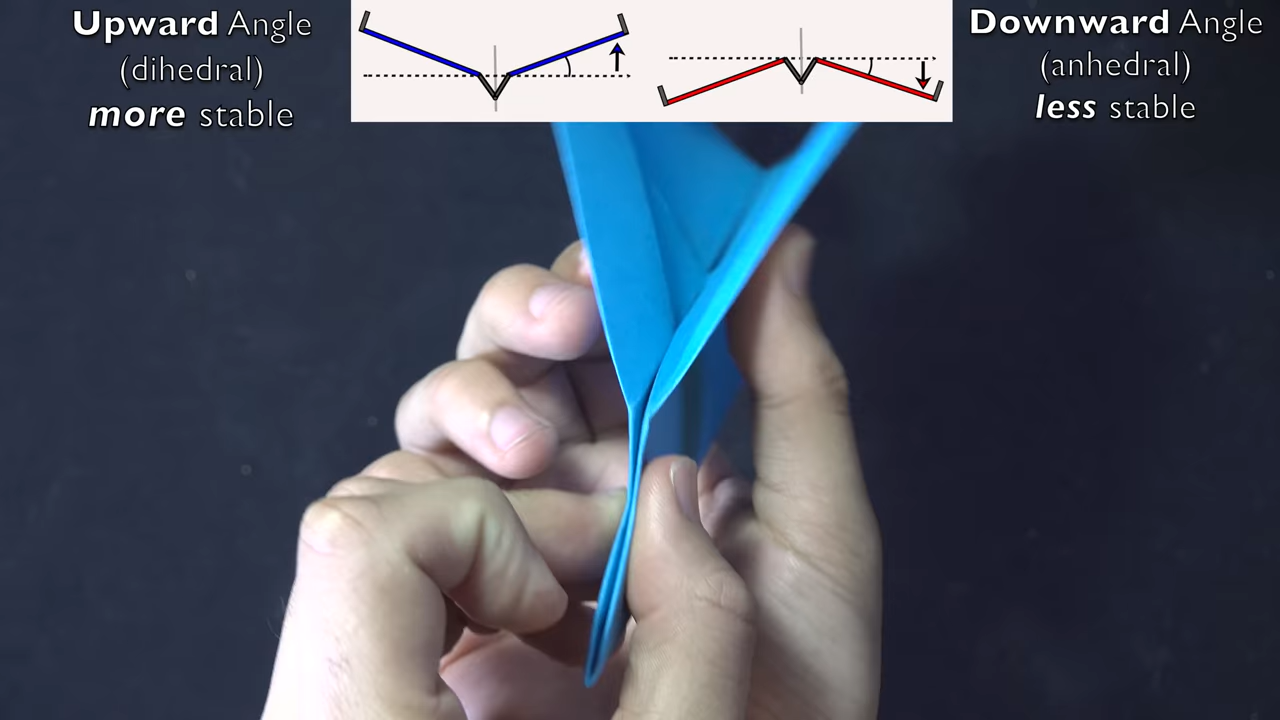 Upward Angle
(dihedral)
more stable
Downward Angle
(anhedral)
less stable